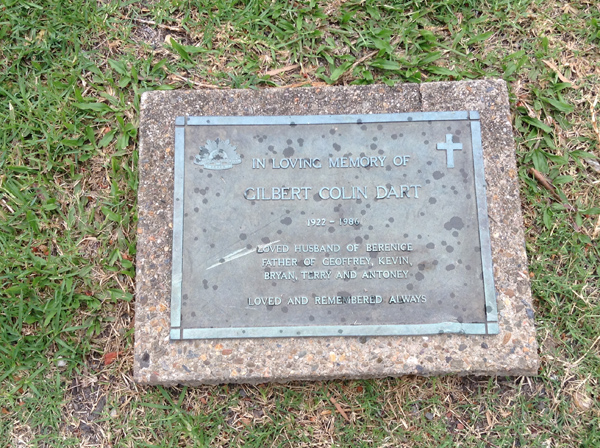 IN LOVING MEMORY OF
GILBERT COLIN DART
1922 - 1986
LOVED HUSBAND OF BERENICE
FATHER OF GEOFFREY, KEVIN,
BRYAN, TERRY AND ANTONEY
LOVED AND REMEMBERED ALWAYS